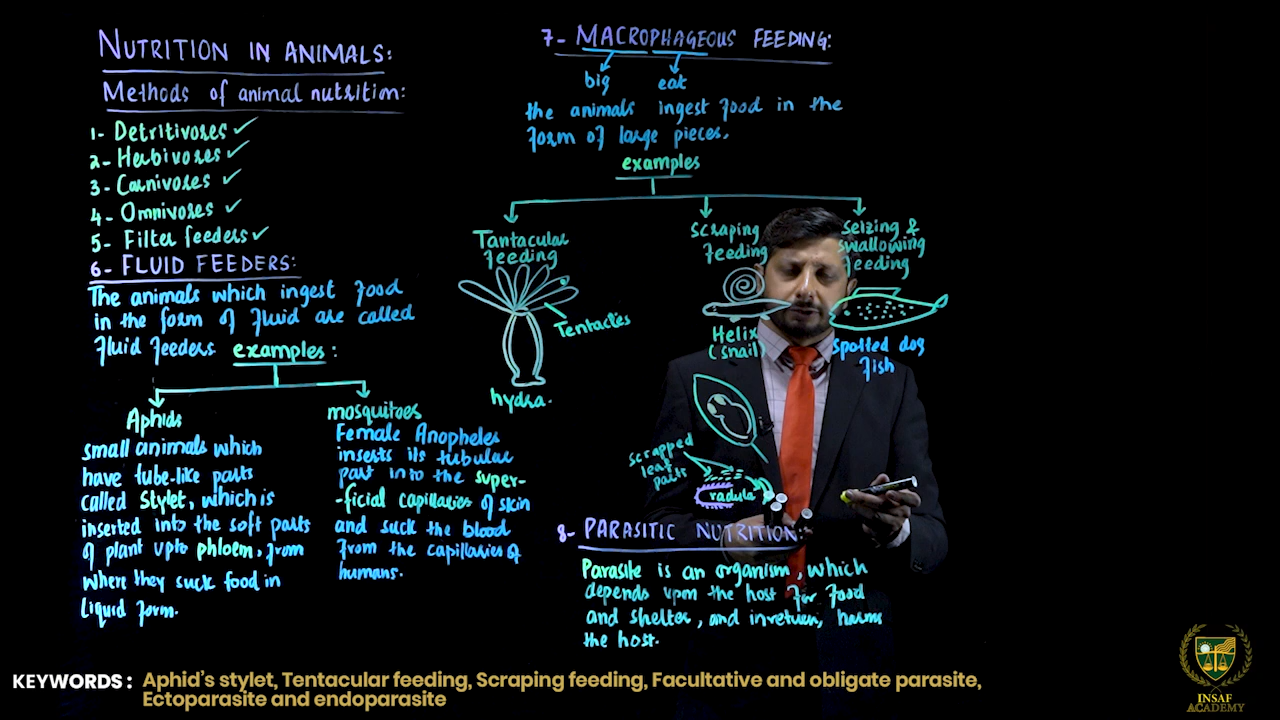 NUTRITION IN ANIMALS:
Methods of animal nutrition:
1- Detritivores ✓
2- Herbivores ✓
3- Carnivores ✓
4- Omnivores ✓
5- Filter feeders ✓
6- FLUID FEEDERS:
The animals which ingest food
in the form of fluid are called
fluid feeders.
examples:
Aphids
small animals which
have tube-like parts
called Stylet, which is
inserted into the soft parts
of plant upto phloem, from
where they suck food in
liquid form.
mosquitoes
Female Anopheles
inserts its tubular
part into the super-
-ficial capillaries of skin
and suck the blood
from the capillaries of
humans.
7- MACROPHAGEOUS FEEDING:
big
eat
the animals ingest food in the
form of large pieces.
examples
Tantacular
feeding
Tentacles
hydra.
scraping
feeding
Helix
(snail)
scrapped
leaf
parts
radula
seizing &
swallowing
feeding
spotted dog
fish
8- PARASITIC NUTRITION:
Parasite is an organism, which
depends upon the host for food
and shelter, and inreturn, harms
the host.
KEYWORDS : Aphid's stylet, Tentacular feeding, Scraping feeding, Facultative and obligate parasite,
Ectoparasite and endoparasite
INSAF
ACADEMY